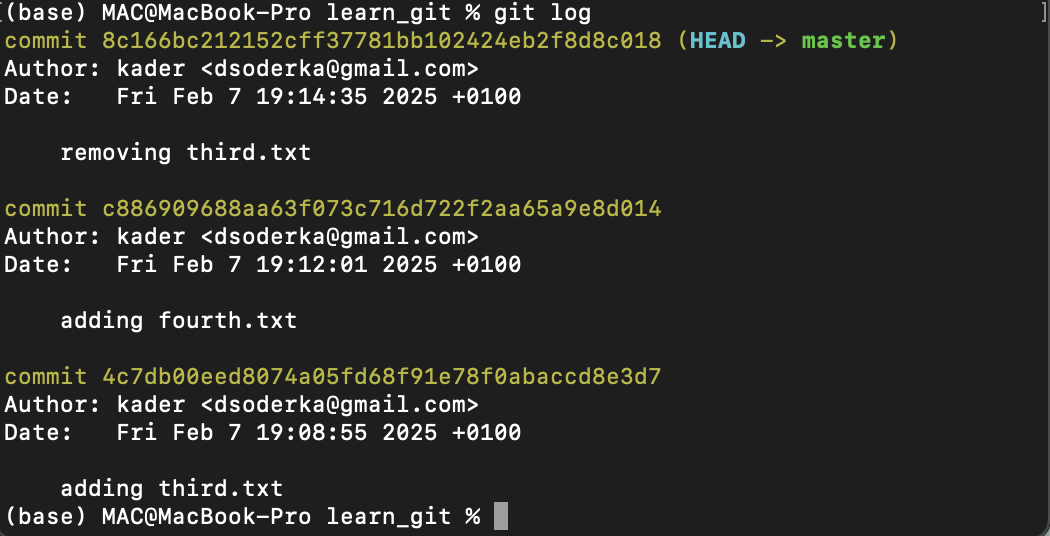 [(base) MAC@MacBook-Pro learn_git % git log ]
commit 8c166bc212152cff37781bb102424eb2f8d8c018 (HEAD -> master)
Author: kader <dsoderka@gmail.com>
Date:   Fri Feb 7 19:14:35 2025 +0100
removing third.txt
commit c886909688aa63f073c716d722f2aa65a9e8d014
Author: kader <dsoderka@gmail.com>
Date:   Fri Feb 7 19:12:01 2025 +0100
adding fourth.txt
commit 4c7db00eed8074a05fd68f91e78f0abaccd8e3d7
Author: kader <dsoderka@gmail.com>
Date:   Fri Feb 7 19:08:55 2025 +0100
adding third.txt
(base) MAC@MacBook-Pro learn_git %